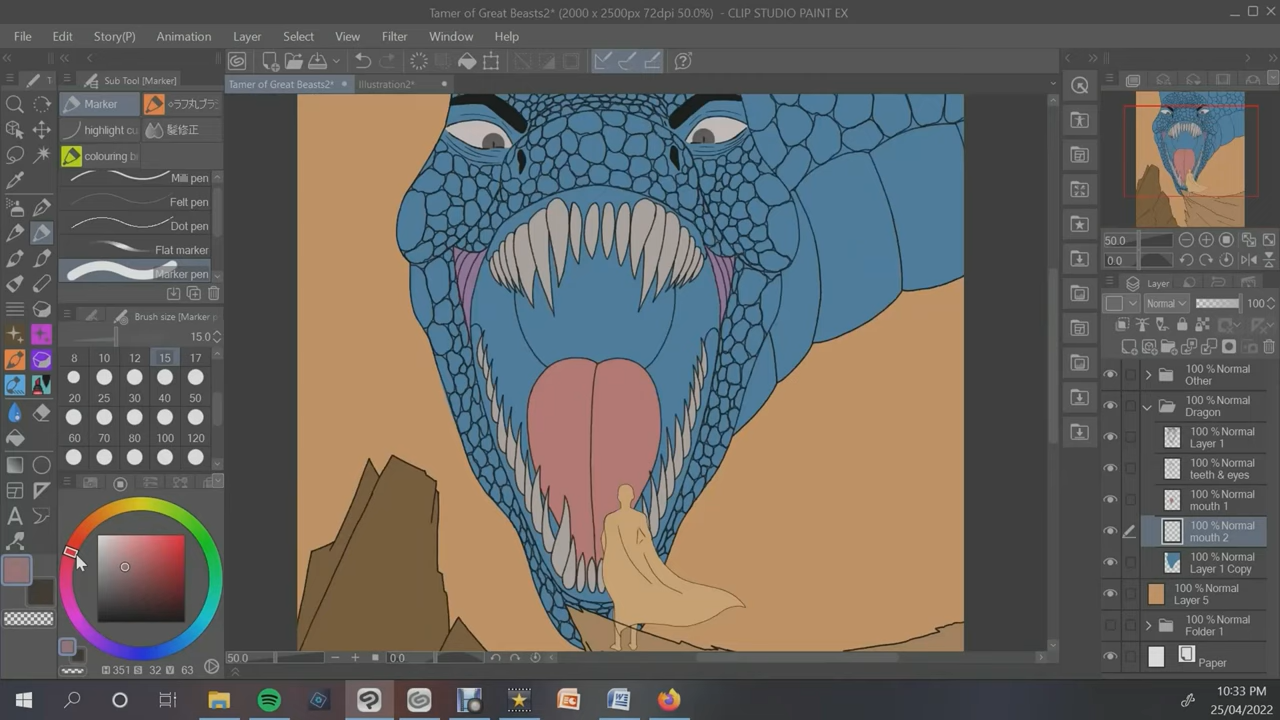 Tamer of Great Beasts2* (2000 x 2500px 72dpi 50.0%) - CLIP STUDIO PAINT EX
File Edit Story(P) Animation Layer Select View Filter Window Help
Sub Tool [Marker]
Tamer of Great Beasts2*
Illustration2*
Marker
highlight cu
髪修正
colouring b
Milli pen
Felt pen
Dot pen
Flat marker
Marker pen
Brush size [Marker p
15.0
8 10 12 15 17
20 25 30 40 50
60 70 80 100 120
H 351 S 32 V 63
50.0
0 0
50.0
0 0
Layer
Normal
100
100 % Normal
Other
100 % Normal
Dragon
100 % Normal
Layer 1
100 % Normal
teeth & eyes
100 % Normal
mouth 1
100 % Normal
mouth 2
100 % Normal
Layer 1 Copy
100 % Normal
Layer 5
100 % Normal
Folder 1
Paper
10:33 PM
25/04/2022